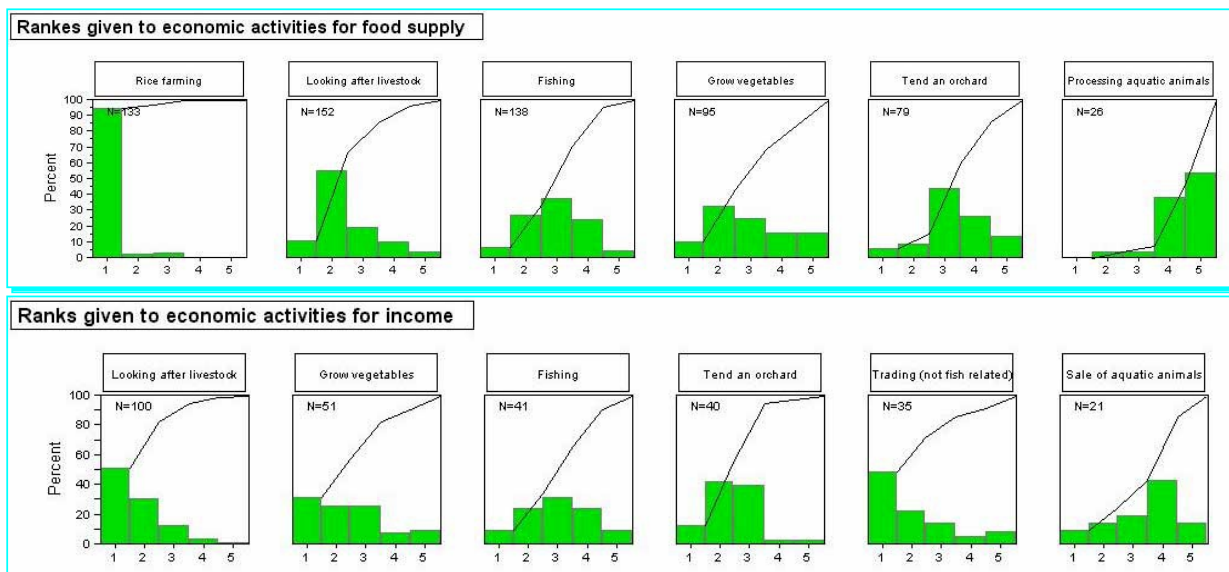 Rankes given to economic activities for food supply
Rice farming Looking after livestock Fishing Grow vegetables Tend an orchard Processing aquatic animals
Percent
100
90
80
70
60
50
40
30
20
10
0
N=133 N=152 N=138 N=95 N=79 N=26
1 2 3 4 5 1 2 3 4 5 1 2 3 4 5 1 2 3 4 5 1 2 3 4 5 1 2 3 4 5
Ranks given to economic activities for income
Looking after livestock Grow vegetables Fishing Tend an orchard Trading (not fish related) Sale of aquatic animals
Percent
100
80
60
40
20
0
N=100 N=51 N=41 N=40 N=35 N=21
1 2 3 4 5 1 2 3 4 5 1 2 3 4 5 1 2 3 4 5 1 2 3 4 5 1 2 3 4 5